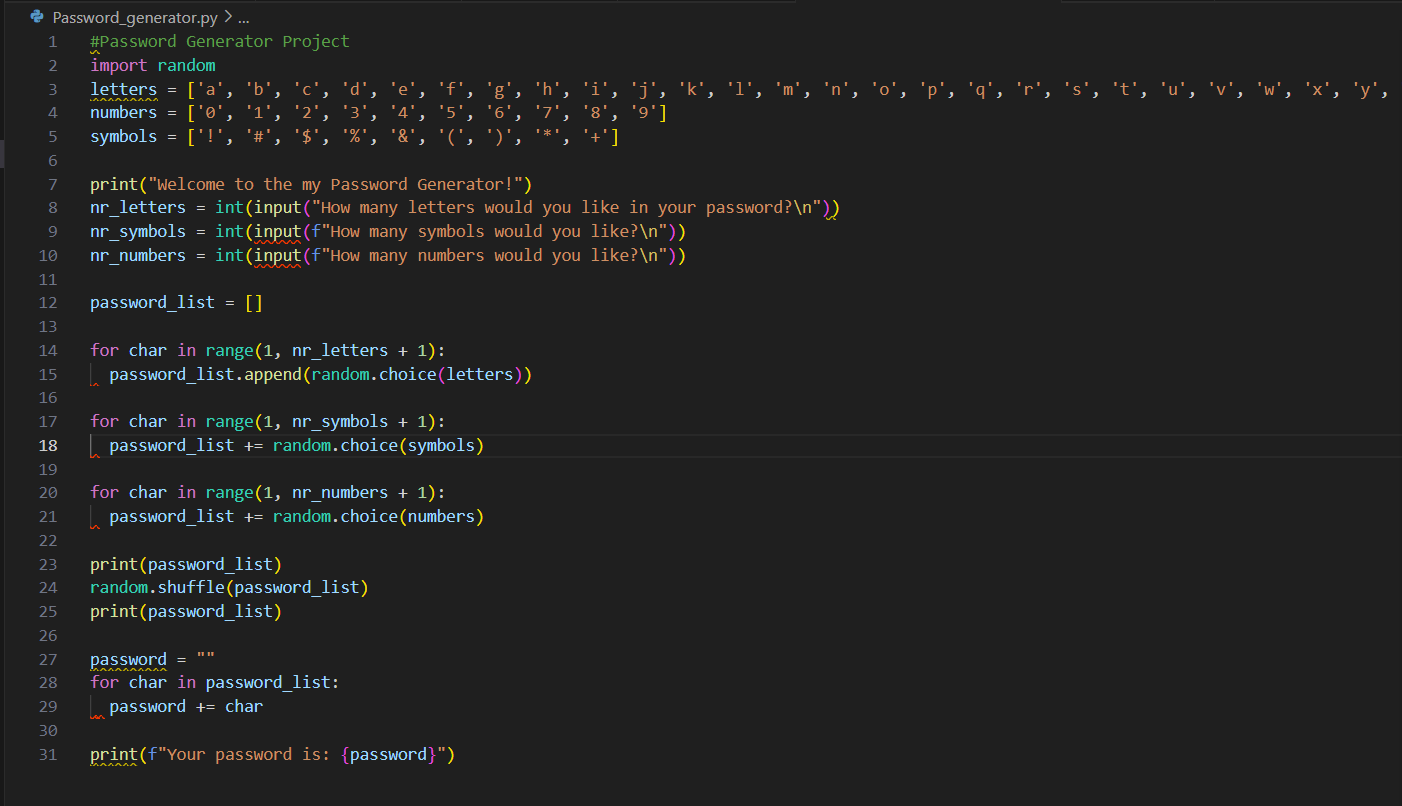 Password_generator.py > ...
1 #Password Generator Project
2 import random
3 letters = ['a', 'b', 'c', 'd', 'e', 'f', 'g', 'h', 'i', 'j', 'k', 'l', 'm', 'n', 'o', 'p', 'q', 'r', 's', 't', 'u', 'v', 'w', 'x', 'y',
4 numbers = ['0', '1', '2', '3', '4', '5', '6', '7', '8', '9']
5 symbols = ['!', '#', '$', '%', '&', '(', ')', '*', '+']
6
7 print("Welcome to the my Password Generator!")
8 nr_letters = int(input("How many letters would you like in your password?\n"))
9 nr_symbols = int(input(f"How many symbols would you like?\n"))
10 nr_numbers = int(input(f"How many numbers would you like?\n"))
11
12 password_list = []
13
14 for char in range(1, nr_letters + 1):
15   password_list.append(random.choice(letters))
16
17 for char in range(1, nr_symbols + 1):
18   password_list += random.choice(symbols)
19
20 for char in range(1, nr_numbers + 1):
21   password_list += random.choice(numbers)
22
23 print(password_list)
24 random.shuffle(password_list)
25 print(password_list)
26
27 password = ""
28 for char in password_list:
29   password += char
30
31 print(f"Your password is: {password}")